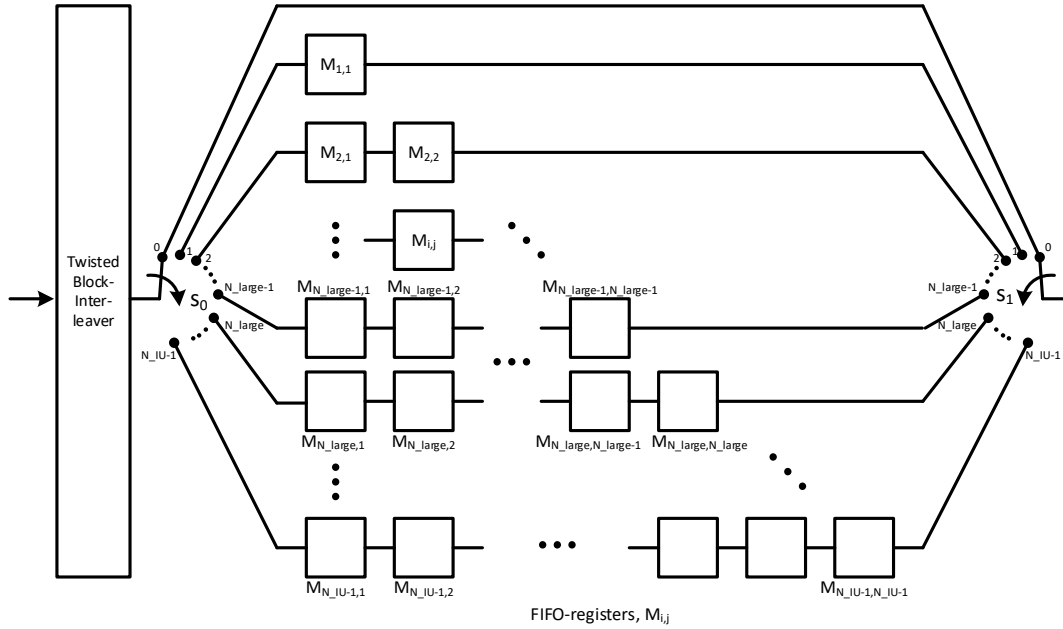 M1,1
M2,1
M2,2
Mi,j
0
1
2
2
1
0
Twisted
Block-
Inter-
leaver
S0
S1
N_large-1
N_large
N_IU-1
N_large-1
N_large
N_IU-1
MN_large-1,1
MN_large-1,2
MN_large-1,N_large-1
MN_large,1
MN_large,2
MN_large,N_large-1
MN_large,N_large
MN_IU-1,1
MN_IU-1,2
MN_IU-1,N_IU-1
FIFO-registers, Mi,j